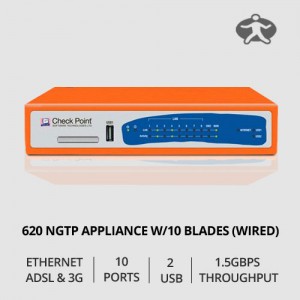 Check Point
620 NGTP APPLIANCE W/10 BLADES (WIRED)
ETHERNET
ADSL & 3G
10
PORTS
2
USB
1.5GBPS
THROUGHPUT